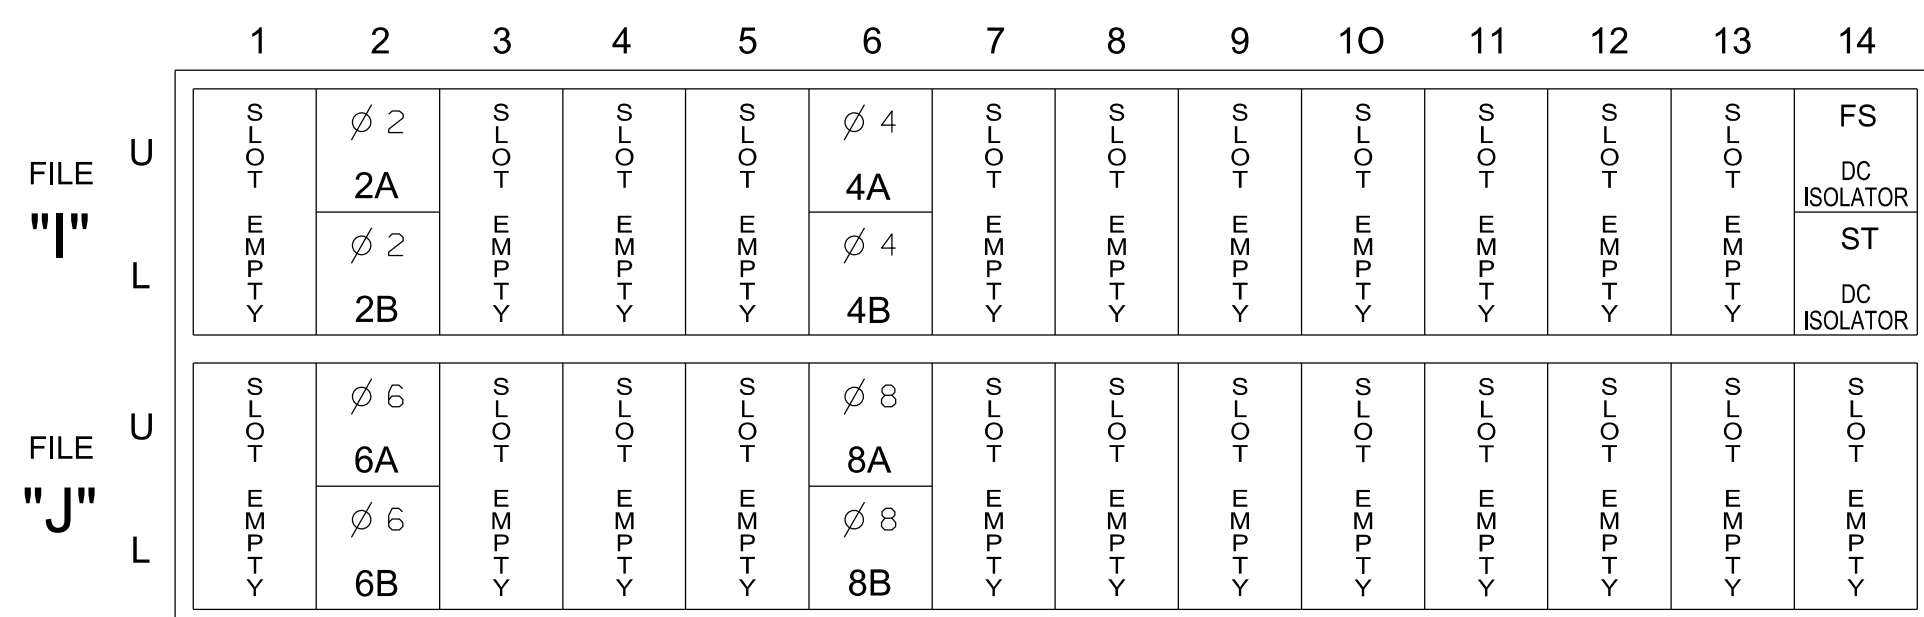 1 2 3 4 5 6 7 8 9 10 11 12 13 14
FILE "I"
U
L
SLOT EMPTY
Ø 2
2A
Ø 2
2B
SLOT EMPTY
SLOT EMPTY
SLOT EMPTY
Ø 4
4A
Ø 4
4B
SLOT EMPTY
SLOT EMPTY
SLOT EMPTY
SLOT EMPTY
SLOT EMPTY
SLOT EMPTY
SLOT EMPTY
FS
DC
ISOLATOR
ST
DC
ISOLATOR
FILE "J"
U
L
SLOT EMPTY
Ø 6
6A
Ø 6
6B
SLOT EMPTY
SLOT EMPTY
SLOT EMPTY
Ø 8
8A
Ø 8
8B
SLOT EMPTY
SLOT EMPTY
SLOT EMPTY
SLOT EMPTY
SLOT EMPTY
SLOT EMPTY
SLOT EMPTY
SLOT EMPTY